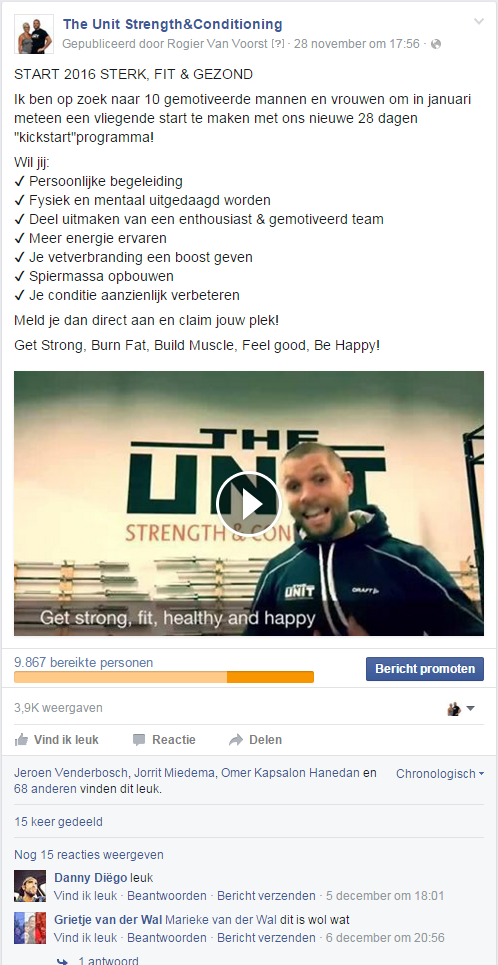 The Unit Strength&Conditioning
Gepubliceerd door Rogier Van Voorst [?] · 28 november om 17:56 ·
START 2016 STERK, FIT & GEZOND
Ik ben op zoek naar 10 gemotiveerde mannen en vrouwen om in januari
meteen een vliegende start te maken met ons nieuwe 28 dagen
"kickstart"programma!
Wil jij:
✓ Persoonlijke begeleiding
✓ Fysiek en mentaal uitgedaagd worden
✓ Deel uitmaken van een enthousiast & gemotiveerd team
✓ Meer energie ervaren
✓ Je vetverbranding een boost geven
✓ Spiermassa opbouwen
✓ Je conditie aanzienlijk verbeteren
Meld je dan direct aan en claim jouw plek!
Get Strong, Burn Fat, Build Muscle, Feel good, Be Happy!
THE
UNIT
STRENGTH & CON
THE UNIT
CRAFT
Get strong, fit, healthy and happy
9.867 bereikte personen
Bericht promoten
3,9K weergaven
Vind ik leuk Reactie Delen
Jeroen Venderbosch, Jorrit Miedema, Omer Kapsalon Hanedan en
68 anderen vinden dit leuk.
Chronologisch
15 keer gedeeld
Nog 15 reacties weergeven
Danny Diëgo leuk
Vind ik leuk · Beantwoorden · Bericht verzenden · 5 december om 18:01
Grietje van der Wal Marieke van der Wal dit is wol wat
Vind ik leuk · Beantwoorden · Bericht verzenden · 6 december om 20:56
1 antwoord